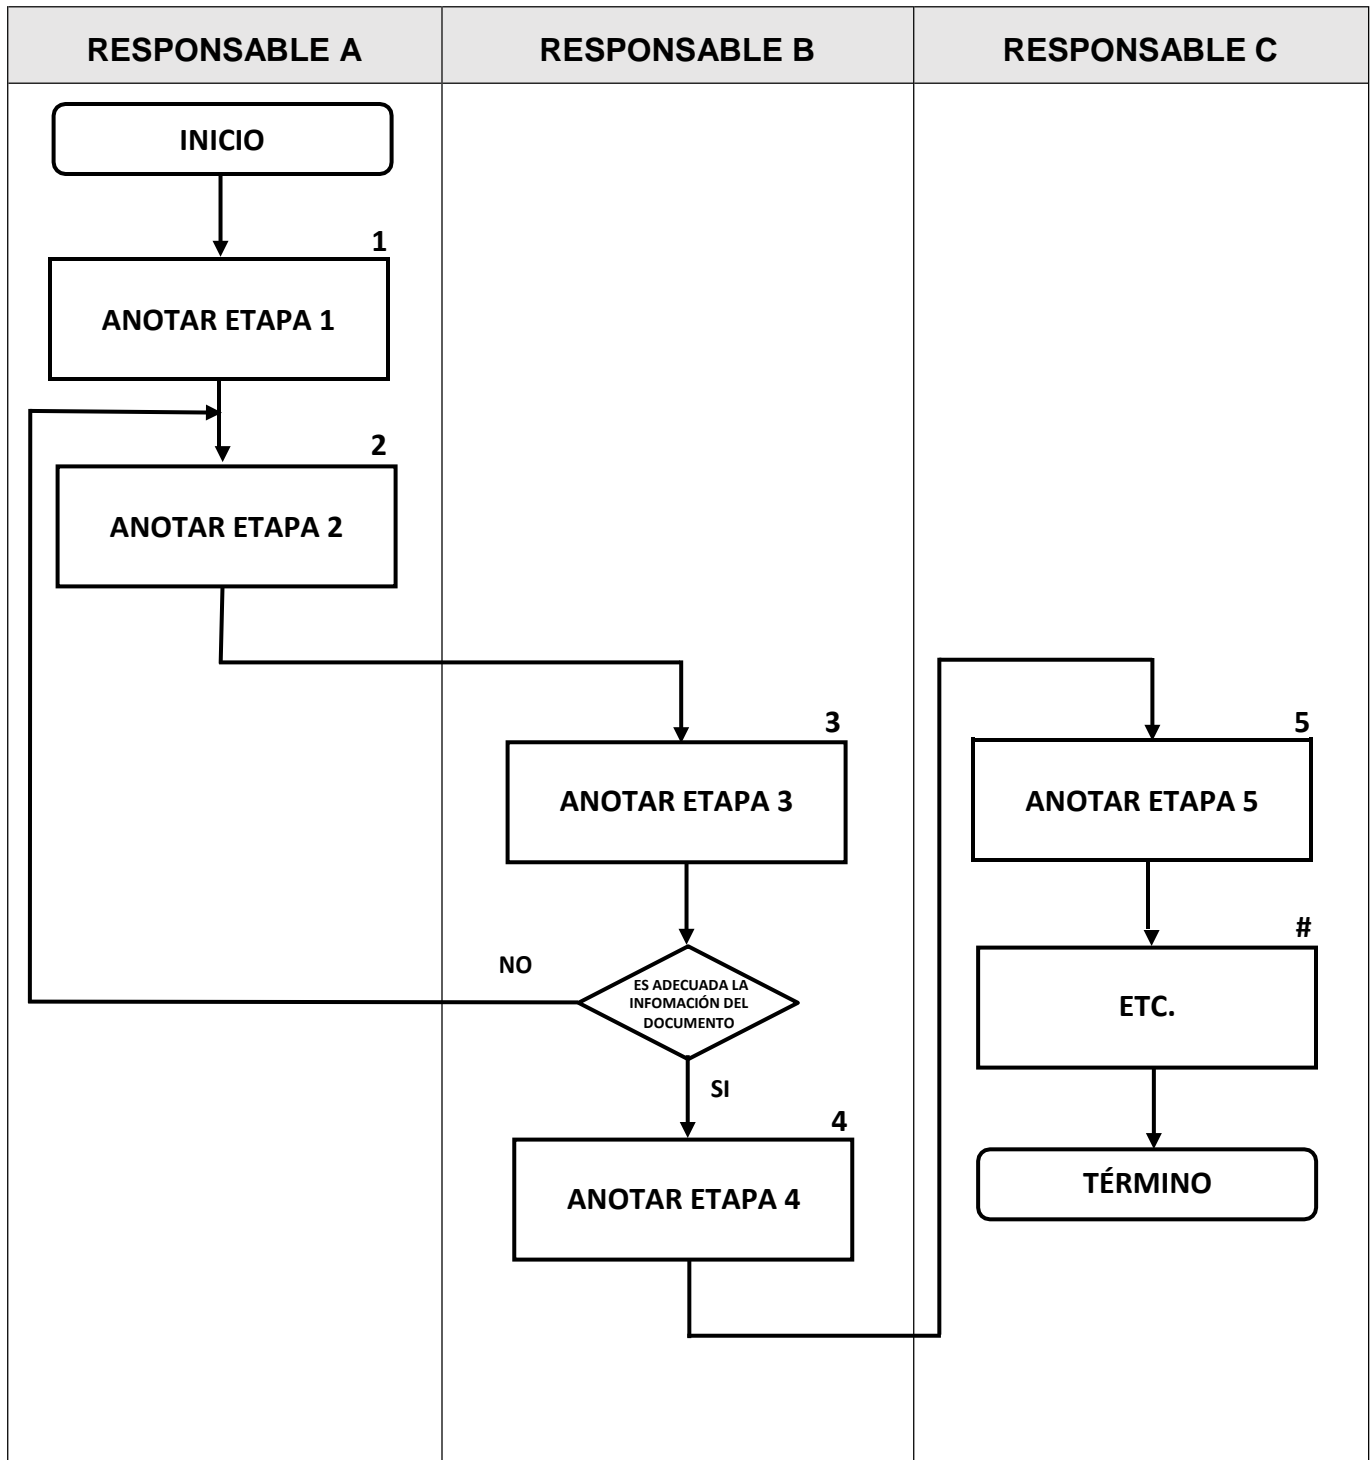 RESPONSABLE A
RESPONSABLE B
RESPONSABLE C
INICIO
1
ANOTAR ETAPA 1
2
ANOTAR ETAPA 2
3
ANOTAR ETAPA 3
NO
ES ADECUADA LA
INFOMACIÓN DEL
DOCUMENTO
SI
4
ANOTAR ETAPA 4
5
ANOTAR ETAPA 5
#
ETC.
TÉRMINO